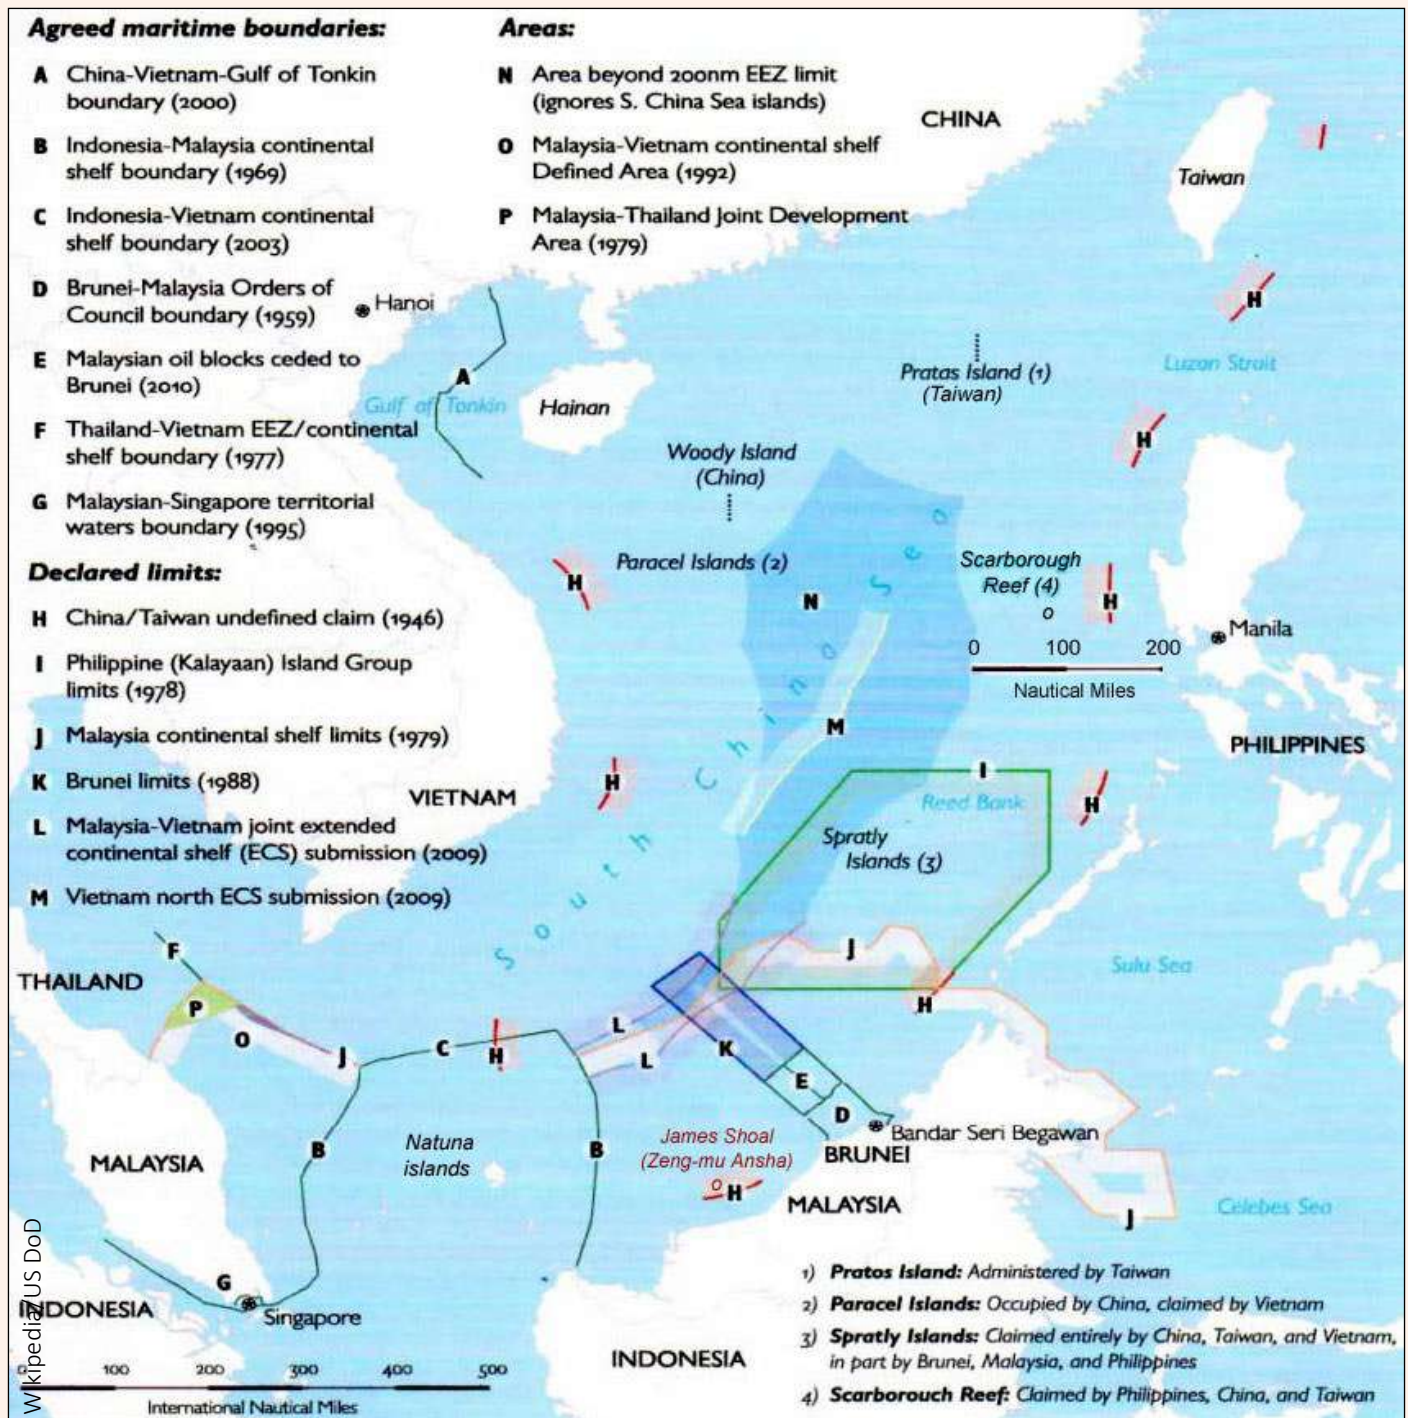 Agreed maritime boundaries:
A China-Vietnam-Gulf of Tonkin
boundary (2000)
B Indonesia-Malaysia continental
shelf boundary (1969)
C Indonesia-Vietnam continental
shelf boundary (2003)
D Brunei-Malaysia Orders of
Council boundary (1959)
E Malaysian oil blocks ceded to
Brunei (2010)
F Thailand-Vietnam EEZ/continental
shelf boundary (1977)
G Malaysian-Singapore territorial
waters boundary (1995)
Declared limits:
H China/Taiwan undefined claim (1946)
I Philippine (Kalayaan) Island Group
limits (1978)
J Malaysia continental shelf limits (1979)
K Brunei limits (1988)
L Malaysia-Vietnam joint extended
continental shelf (ECS) submission (2009)
M Vietnam north ECS submission (2009)
Areas:
N Area beyond 200nm EEZ limit
(ignores S. China Sea islands)
O Malaysia-Vietnam continental shelf
Defined Area (1992)
P Malaysia-Thailand Joint Development
Area (1979)
CHINA
Taiwan
Hanoi
H
A
Gulf of Tonkin
Hainan
Pratas Island (1)
(Taiwan)
Luzon Strait
H
Woody Island
(China)
Paracel Islands (2)
H
N
Scarborough
Reef (4)
H
Manila
0 100 200
Nautical Miles
South China Sea
M
PHILIPPINES
VIETNAM
H
I
Reed Bank
H
Spratly
Islands (3)
F
THAILAND
P
O
J
J
Sulu Sea
H
L
C
H
L
K
E
D
Bandar Seri Begawan
BRUNEI
MALAYSIA
B
Natuna
islands
B
James Shoal
(Zeng-mu Ansha)
H
MALAYSIA
J
Celebes Sea
G
Singapore
INDONESIA
INDONESIA
0 100 200 300 400 500
International Nautical Miles
Wikipedia/US DoD
1) Pratos Island: Administered by Taiwan
2) Paracel Islands: Occupied by China, claimed by Vietnam
3) Spratly Islands: Claimed entirely by China, Taiwan, and Vietnam,
in part by Brunei, Malaysia, and Philippines
4) Scarborouch Reef: Claimed by Philippines, China, and Taiwan